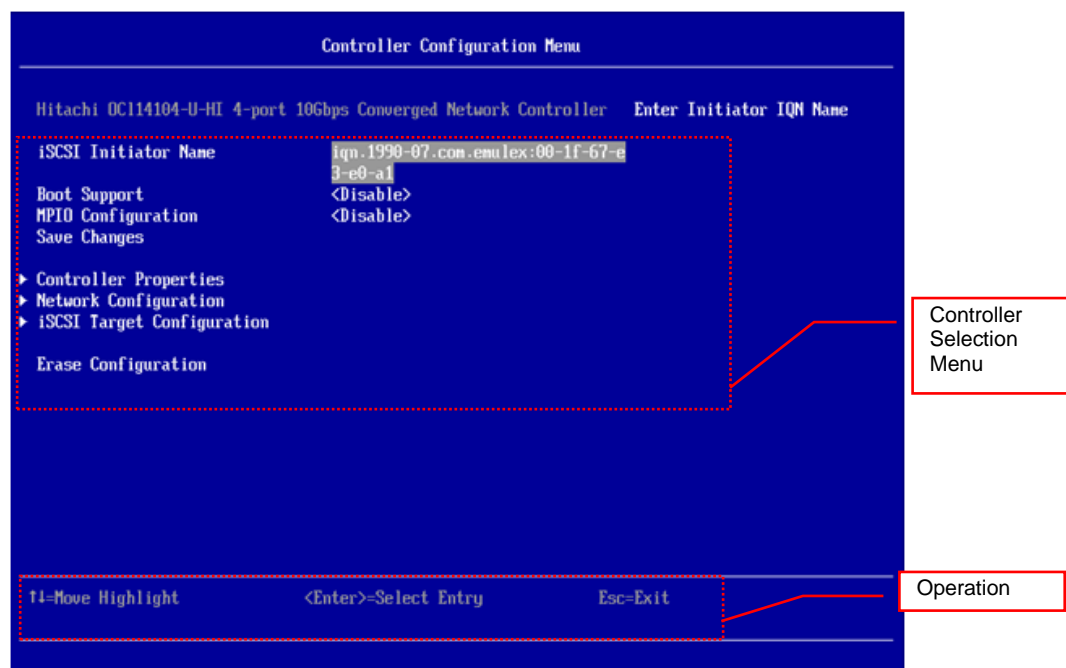 Controller Configuration Menu
Hitachi OCl14104-U-HI 4-port 10Gbps Converged Network Controller Enter Initiator IQN Name
iSCSI Initiator Name iqn.1990-07.com.emulex:00-1f-67-e
3-e0-a1
Boot Support <Disable>
MPIO Configuration <Disable>
Save Changes
Controller Properties
Network Configuration
iSCSI Target Configuration
Erase Configuration
Controller
Selection
Menu
↑↓=Move Highlight <Enter>=Select Entry Esc=Exit
Operation